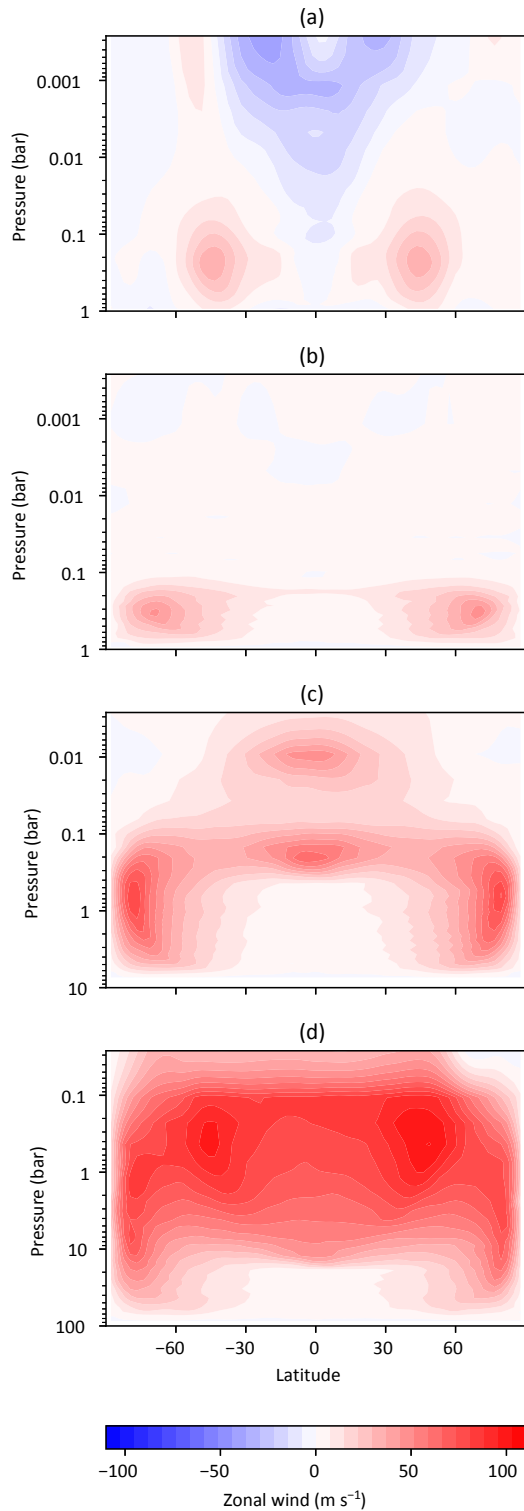 (a)
0.001
0.01
0.1
1
Pressure (bar)
(b)
0.001
0.01
0.1
1
Pressure (bar)
(c)
0.01
0.1
1
10
Pressure (bar)
(d)
0.1
1
10
100
Pressure (bar)
−60 −30 0 30 60
Latitude
−100 −50 0 50 100
Zonal wind (m s⁻¹)